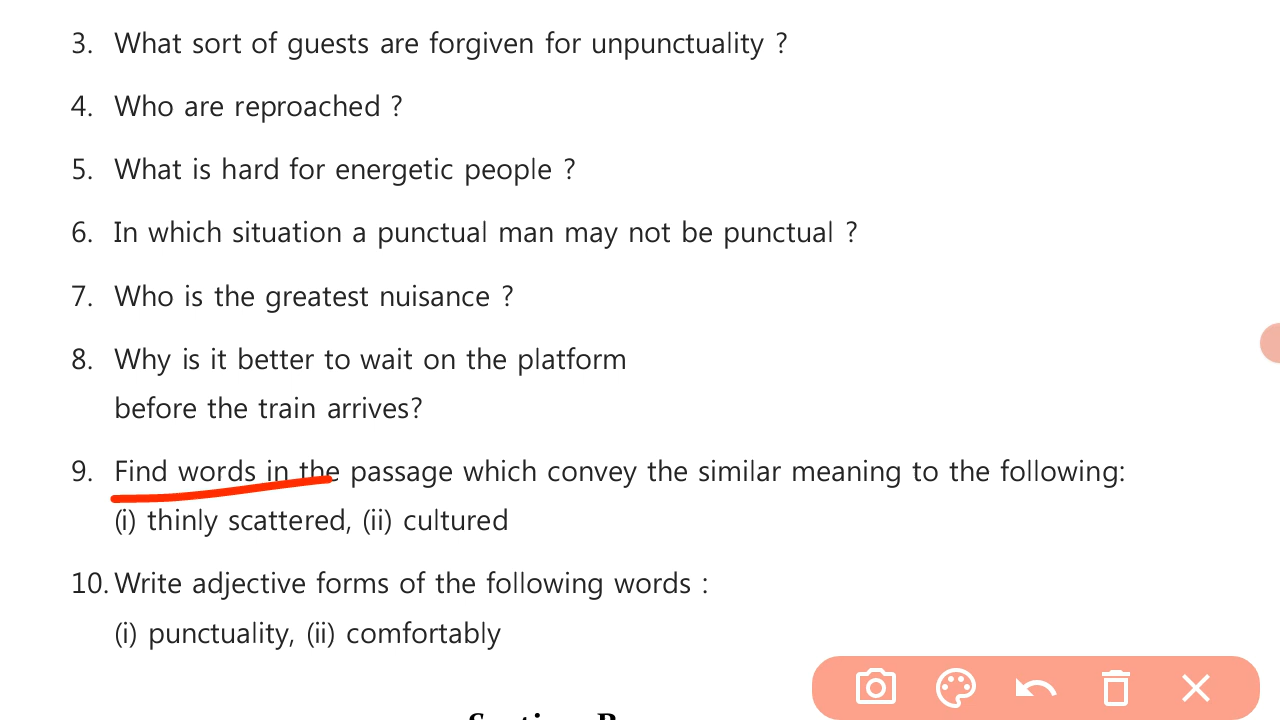 3. What sort of guests are forgiven for unpunctuality ?
4. Who are reproached ?
5. What is hard for energetic people ?
6. In which situation a punctual man may not be punctual ?
7. Who is the greatest nuisance ?
8. Why is it better to wait on the platform
before the train arrives?
9. Find words in the passage which convey the similar meaning to the following:
(i) thinly scattered, (ii) cultured
10. Write adjective forms of the following words :
(i) punctuality, (ii) comfortably